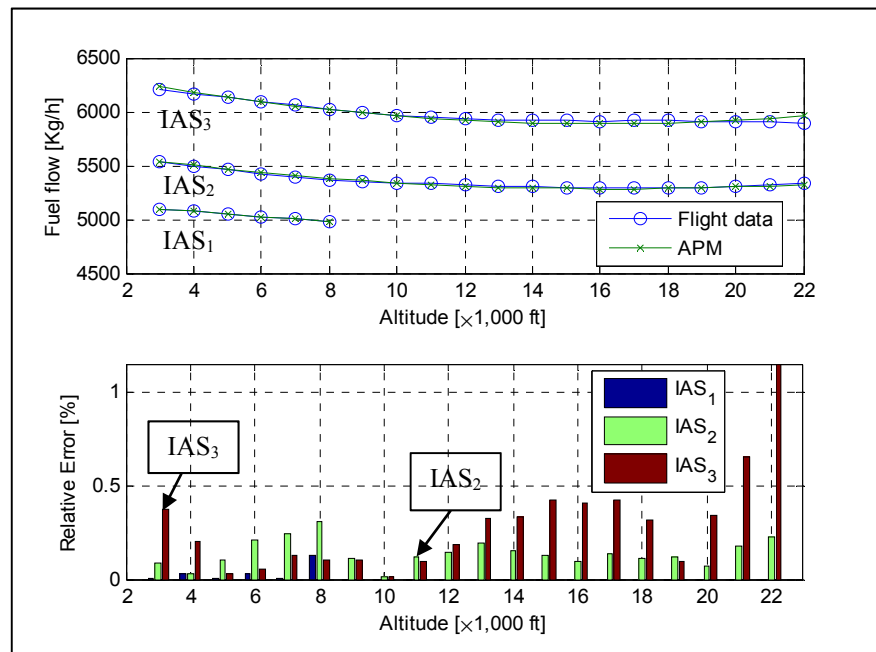 6500
6000
5500
5000
4500
Fuel flow [Kg/h]
IAS3
IAS2
IAS1
Flight data
APM
2 4 6 8 10 12 14 16 18 20 22
Altitude [×1,000 ft]
1
0.5
0
Relative Error [%]
IAS1
IAS2
IAS3
IAS3
IAS2
2 4 6 8 10 12 14 16 18 20 22
Altitude [×1,000 ft]